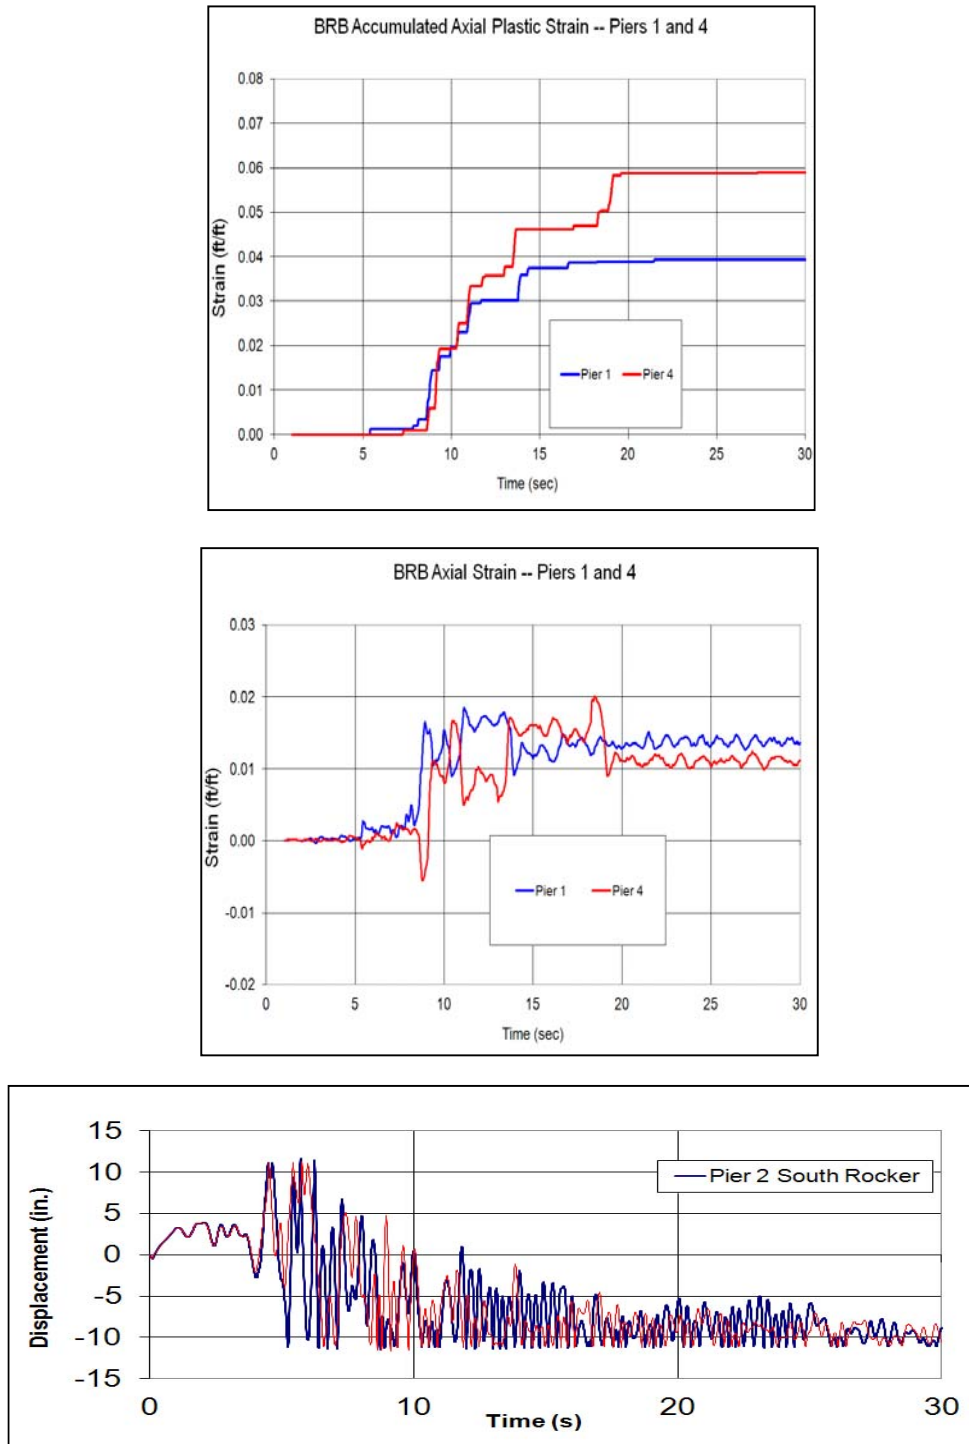 BRB Accumulated Axial Plastic Strain -- Piers 1 and 4
0.08
0.07
0.06
0.05
0.04
0.03
0.02
0.01
0.00
Strain (ft/ft)
Pier 1 Pier 4
0 5 10 15 20 25 30
Time (sec)
BRB Axial Strain -- Piers 1 and 4
0.03
0.02
0.01
0.00
-0.01
-0.02
Strain (ft/ft)
Pier 1 Pier 4
0 5 10 15 20 25 30
Time (sec)
15
10
5
0
-5
-10
-15
Displacement (in.)
Pier 2 South Rocker
0 10 20 30
Time (s)